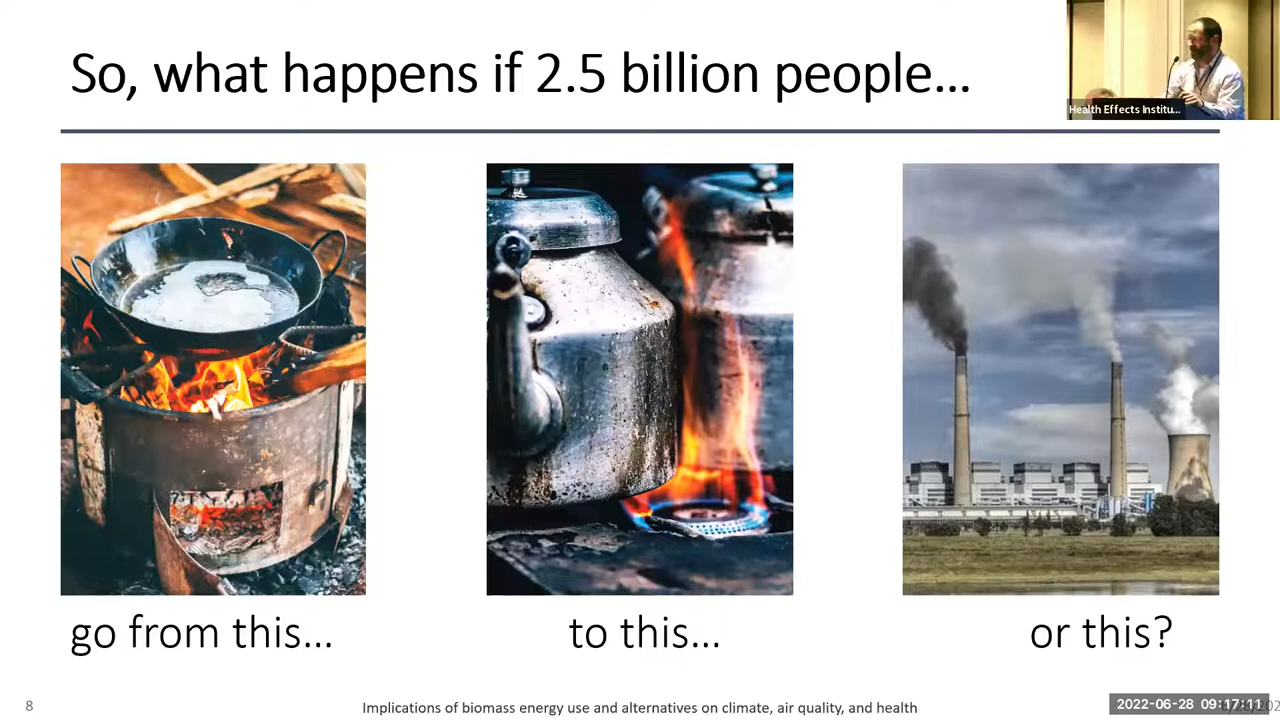 So, what happens if 2.5 billion people...
Health Effects Institu...
go from this...
to this...
or this?
8
Implications of biomass energy use and alternatives on climate, air quality, and health
2022-06-28 09:17:11